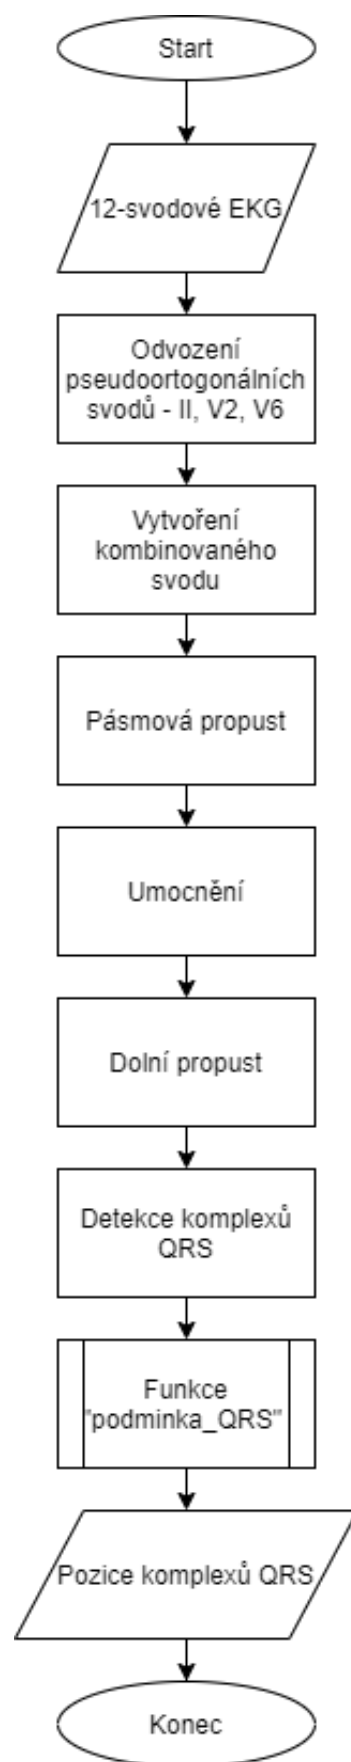 Start
12-svodové EKG
Odvození
pseudoortogonálních
svodů - II, V2, V6
Vytvoření
kombinovaného
svodu
Pásmová propust
Umocnění
Dolní propust
Detekce komplexů
QRS
Funkce
"podminka_QRS"
Pozice komplexů QRS
Konec